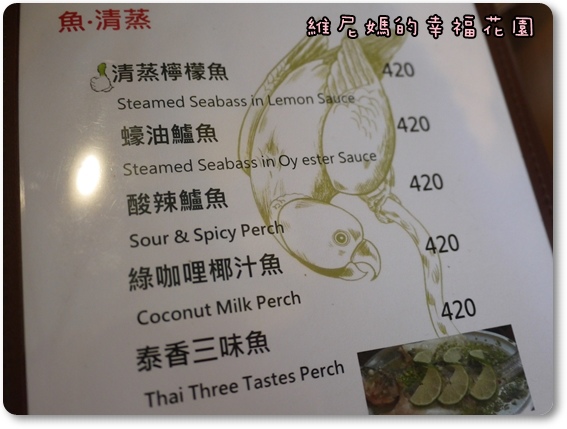 維尼媽的幸福花園
魚·清蒸
清蒸檸檬魚 420
Steamed Seabass in Lemon Sauce
蠔油鱸魚 420
Steamed Seabass in Oy ester Sauce
酸辣鱸魚 420
Sour & Spicy Perch
綠咖哩椰汁魚 420
Coconut Milk Perch
泰香三味魚 420
Thai Three Tastes Perch